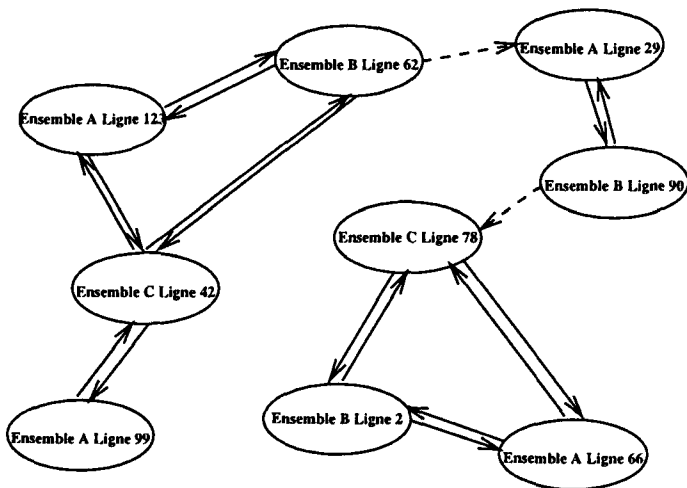 Ensemble B Ligne 62
Ensemble A Ligne 29
Ensemble A Ligne 123
Ensemble B Ligne 90
Ensemble C Ligne 78
Ensemble C Ligne 42
Ensemble B Ligne 2
Ensemble A Ligne 99
Ensemble A Ligne 66